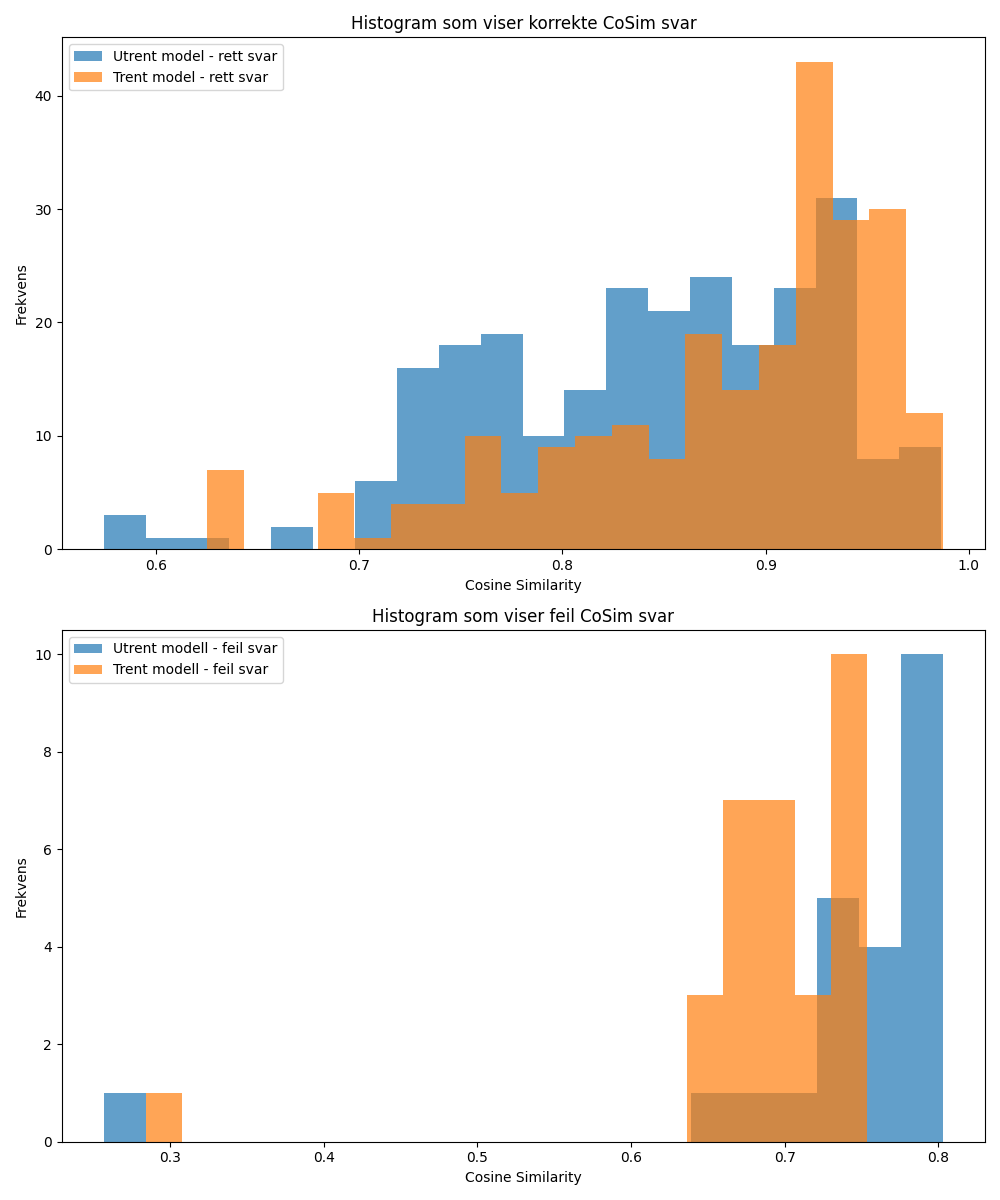 Histogram som viser korrekte CoSim svar
Utrent model - rett svar
Trent model - rett svar
Frekvens
40
30
20
10
0
0.6 0.7 0.8 0.9 1.0
Cosine Similarity
Histogram som viser feil CoSim svar
Utrent modell - feil svar
Trent modell - feil svar
Frekvens
10
8
6
4
2
0
0.3 0.4 0.5 0.6 0.7 0.8
Cosine Similarity